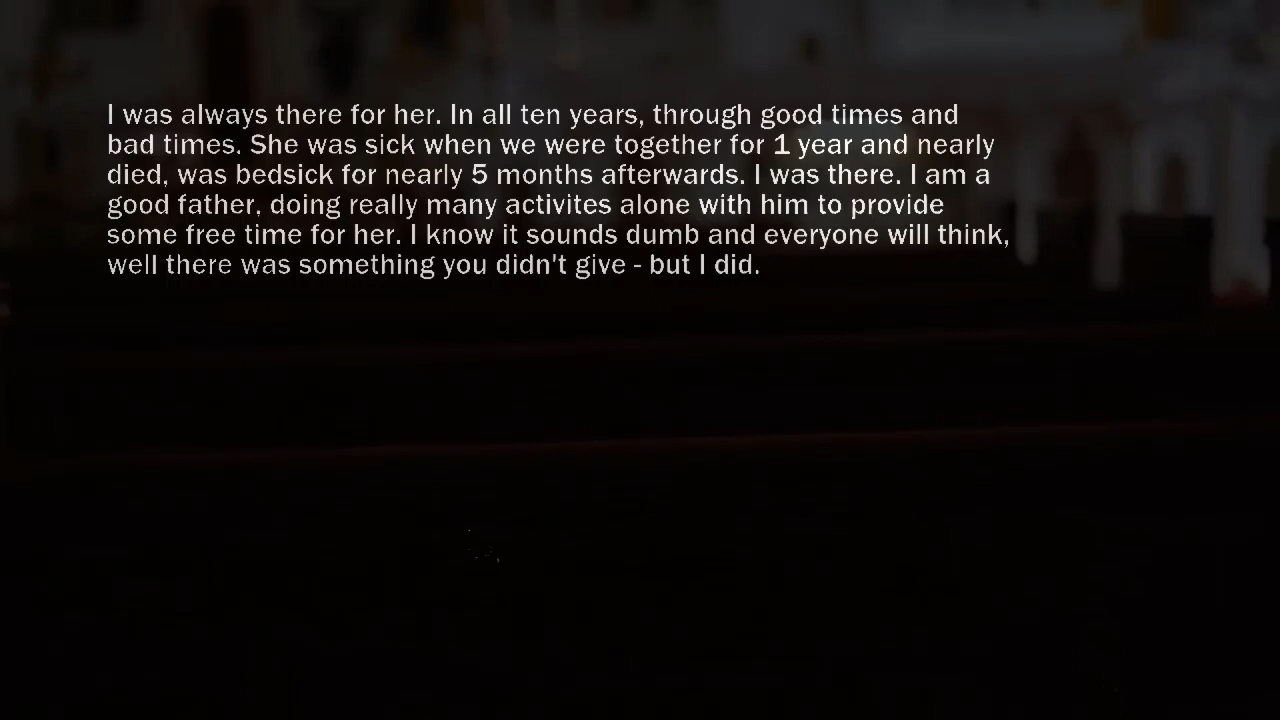 I was always there for her. In all ten years, through good times and
bad times. She was sick when we were together for 1 year and nearly
died, was bedsick for nearly 5 months afterwards. I was there. I am a
good father, doing really many activites alone with him to provide
some free time for her. I know it sounds dumb and everyone will think,
well there was something you didn't give - but I did.